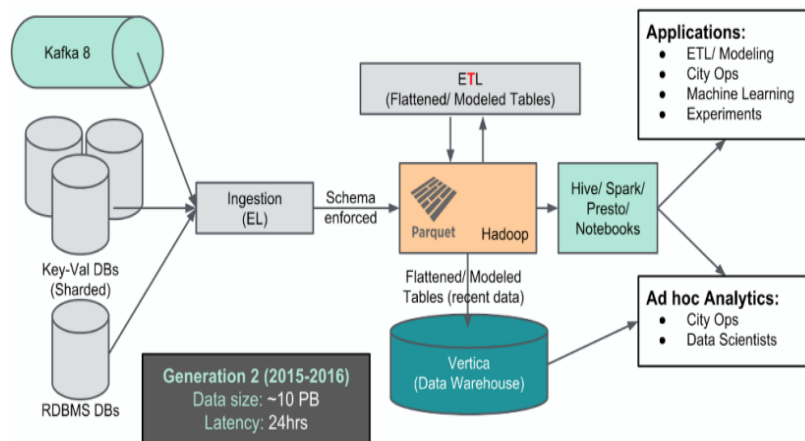 Kafka 8
Key-Val DBs
(Sharded)
RDBMS DBs
Ingestion
(EL)
Schema
enforced
ETL
(Flattened/ Modeled Tables)
Parquet
Hadoop
Flattened/ Modeled
Tables (recent data)
Vertica
(Data Warehouse)
Hive/ Spark/
Presto/
Notebooks
Applications:
● ETL/ Modeling
● City Ops
● Machine Learning
● Experiments
Ad hoc Analytics:
● City Ops
● Data Scientists
Generation 2 (2015-2016)
Data size: ~10 PB
Latency: 24hrs